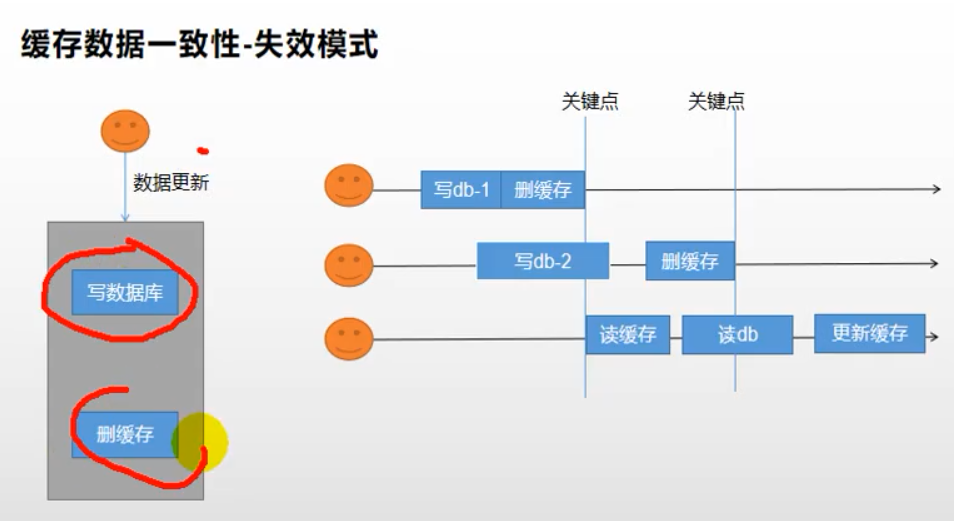 缓存数据一致性-失效模式
数据更新
写数据库
删缓存
关键点 关键点
写db-1 删缓存
写db-2 删缓存
读缓存 读db 更新缓存